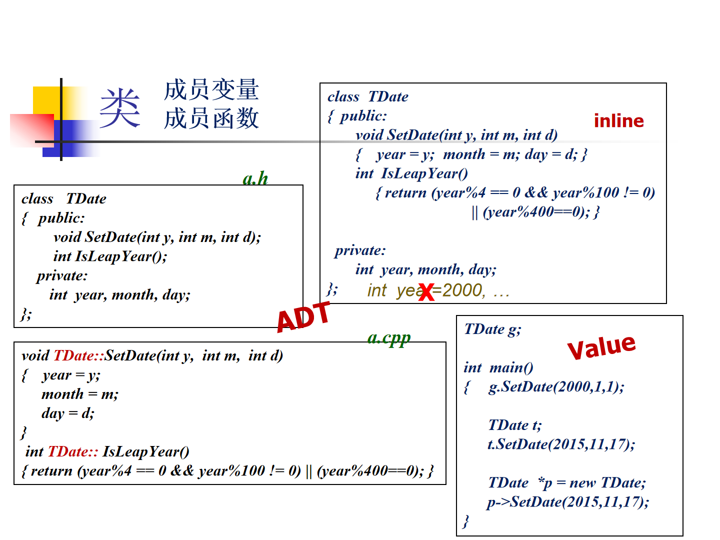 类
成员变量
成员函数
class TDate
{ public:
void SetDate(int y, int m, int d)
{ year = y; month = m; day = d; }
int IsLeapYear()
{ return (year%4 == 0 && year%100 != 0)
|| (year%400==0); }
private:
int year, month, day;
};
int year=2000, …
X
inline
a.h
class TDate
{ public:
void SetDate(int y, int m, int d);
int IsLeapYear();
private:
int year, month, day;
};
ADT
a.cpp
void TDate::SetDate(int y, int m, int d)
{ year = y;
month = m;
day = d;
}
int TDate:: IsLeapYear()
{ return (year%4 == 0 && year%100 != 0) || (year%400==0); }
TDate g;
Value
int main()
{ g.SetDate(2000,1,1);
TDate t;
t.SetDate(2015,11,17);
TDate *p = new TDate;
p->SetDate(2015,11,17);
}